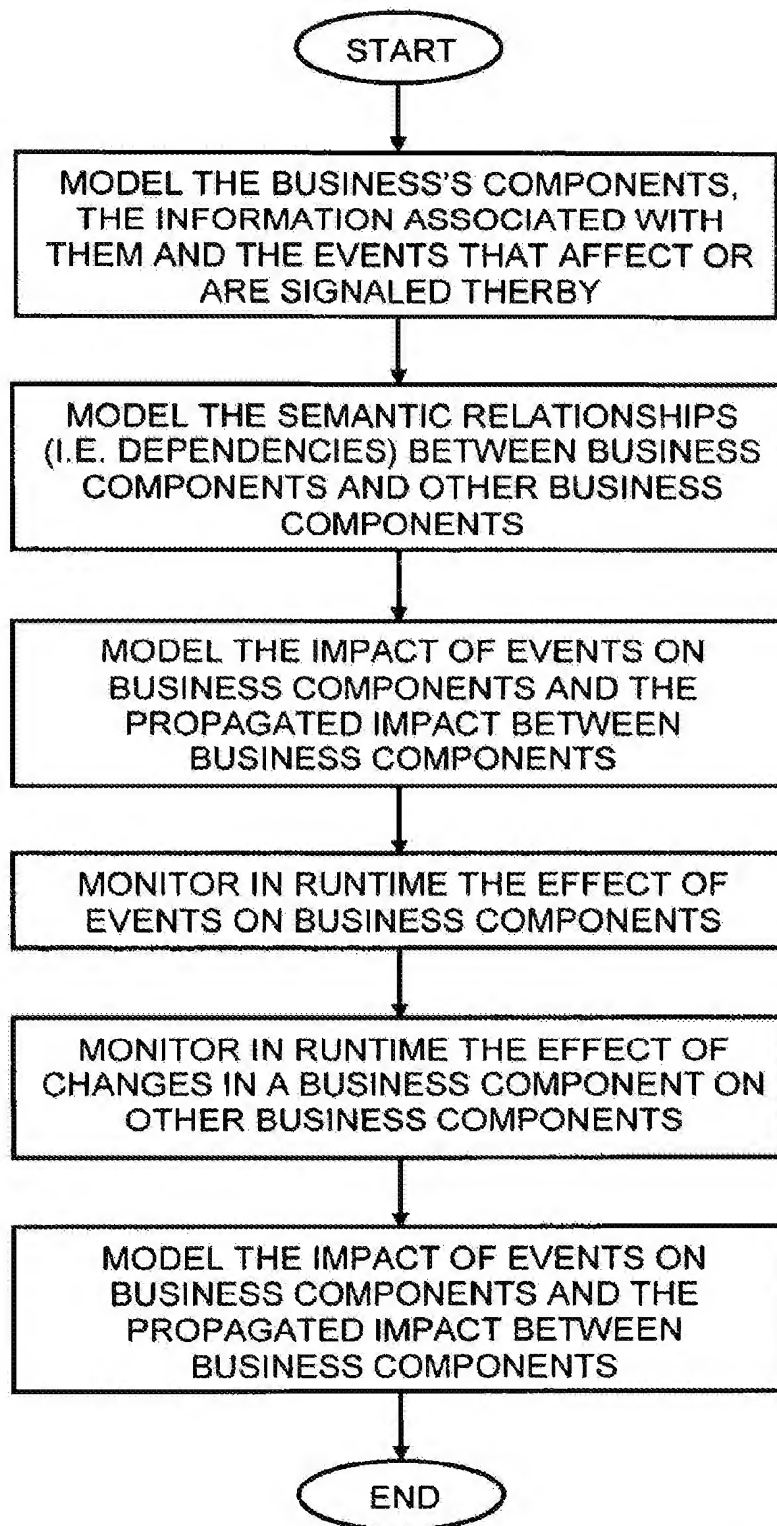 START
MODEL THE BUSINESS'S COMPONENTS,
THE INFORMATION ASSOCIATED WITH
THEM AND THE EVENTS THAT AFFECT OR
ARE SIGNALED THERBY
MODEL THE SEMANTIC RELATIONSHIPS
(I.E. DEPENDENCIES) BETWEEN BUSINESS
COMPONENTS AND OTHER BUSINESS
COMPONENTS
MODEL THE IMPACT OF EVENTS ON
BUSINESS COMPONENTS AND THE
PROPAGATED IMPACT BETWEEN
BUSINESS COMPONENTS
MONITOR IN RUNTIME THE EFFECT OF
EVENTS ON BUSINESS COMPONENTS
MONITOR IN RUNTIME THE EFFECT OF
CHANGES IN A BUSINESS COMPONENT ON
OTHER BUSINESS COMPONENTS
MODEL THE IMPACT OF EVENTS ON
BUSINESS COMPONENTS AND THE
PROPAGATED IMPACT BETWEEN
BUSINESS COMPONENTS
END